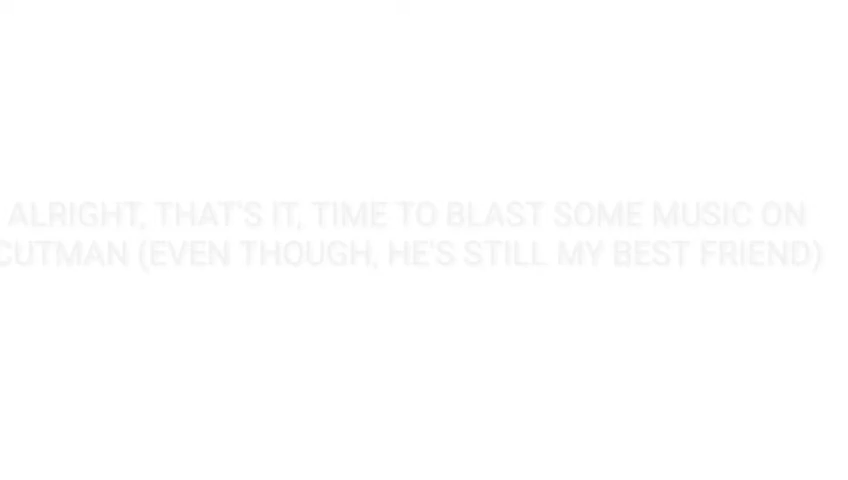 ALRIGHT, THAT'S IT, TIME TO BLAST SOME MUSIC ON
CUTMAN (EVEN THOUGH, HE'S STILL MY BEST FRIEND)